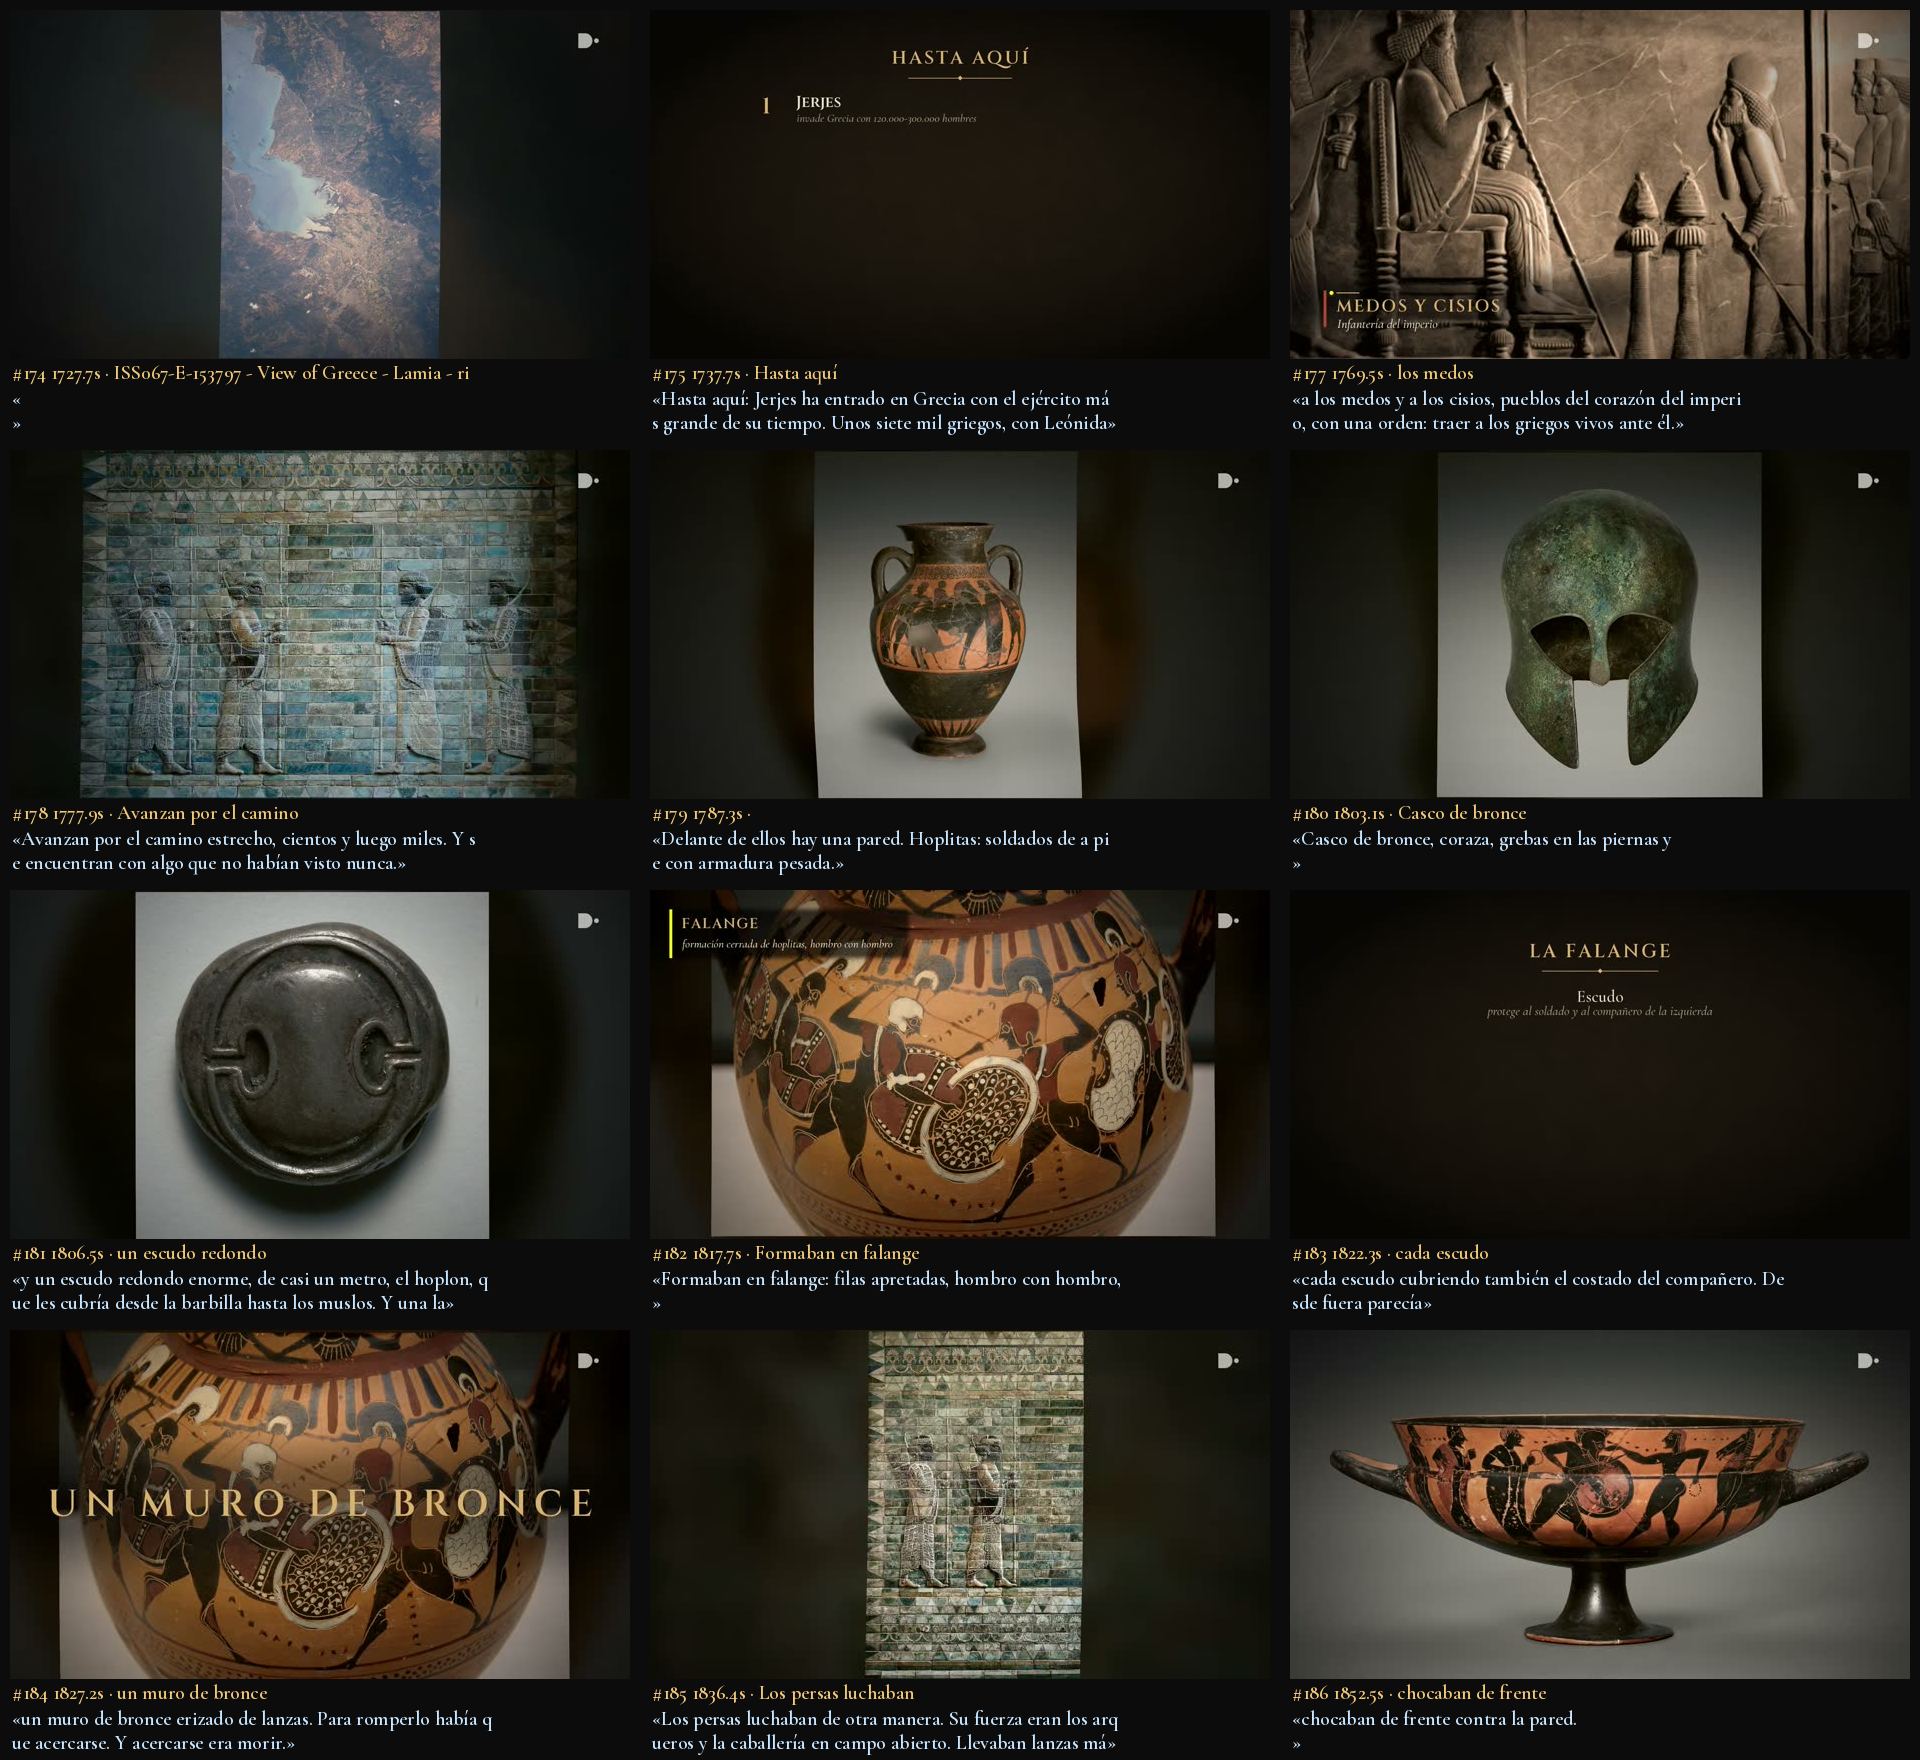 #174 1727.7s · ISS067-E-153797 - View of Greece - Lamia - ri
«
»
HASTA AQUÍ
1 JERJES
invade Grecia con 120.000-300.000 hombres
#175 1737.7s · Hasta aquí
«Hasta aquí: Jerjes ha entrado en Grecia con el ejército má
s grande de su tiempo. Unos siete mil griegos, con Leónida»
MEDOS Y CISIOS
Infantería del imperio
#177 1769.5s · los medos
«a los medos y a los cisios, pueblos del corazón del imperi
o, con una orden: traer a los griegos vivos ante él.»
#178 1777.9s · Avanzan por el camino
«Avanzan por el camino estrecho, cientos y luego miles. Y s
e encuentran con algo que no habían visto nunca.»
#179 1787.3s ·
«Delante de ellos hay una pared. Hoplitas: soldados de a pi
e con armadura pesada.»
#180 1803.1s · Casco de bronce
«Casco de bronce, coraza, grebas en las piernas y
»
#181 1806.5s · un escudo redondo
«y un escudo redondo enorme, de casi un metro, el hoplon, q
ue les cubría desde la barbilla hasta los muslos. Y una la»
FALANGE
formación cerrada de hoplitas, hombro con hombro
#182 1817.7s · Formaban en falange
«Formaban en falange: filas apretadas, hombro con hombro,
»
LA FALANGE
Escudo
protege al soldado y al compañero de la izquierda
#183 1822.3s · cada escudo
«cada escudo cubriendo también el costado del compañero. De
sde fuera parecía»
UN MURO DE BRONCE
#184 1827.2s · un muro de bronce
«un muro de bronce erizado de lanzas. Para romperlo había q
ue acercarse. Y acercarse era morir.»
#185 1836.4s · Los persas luchaban
«Los persas luchaban de otra manera. Su fuerza eran los arq
ueros y la caballería en campo abierto. Llevaban lanzas má»
#186 1852.5s · chocaban de frente
«chocaban de frente contra la pared.
»